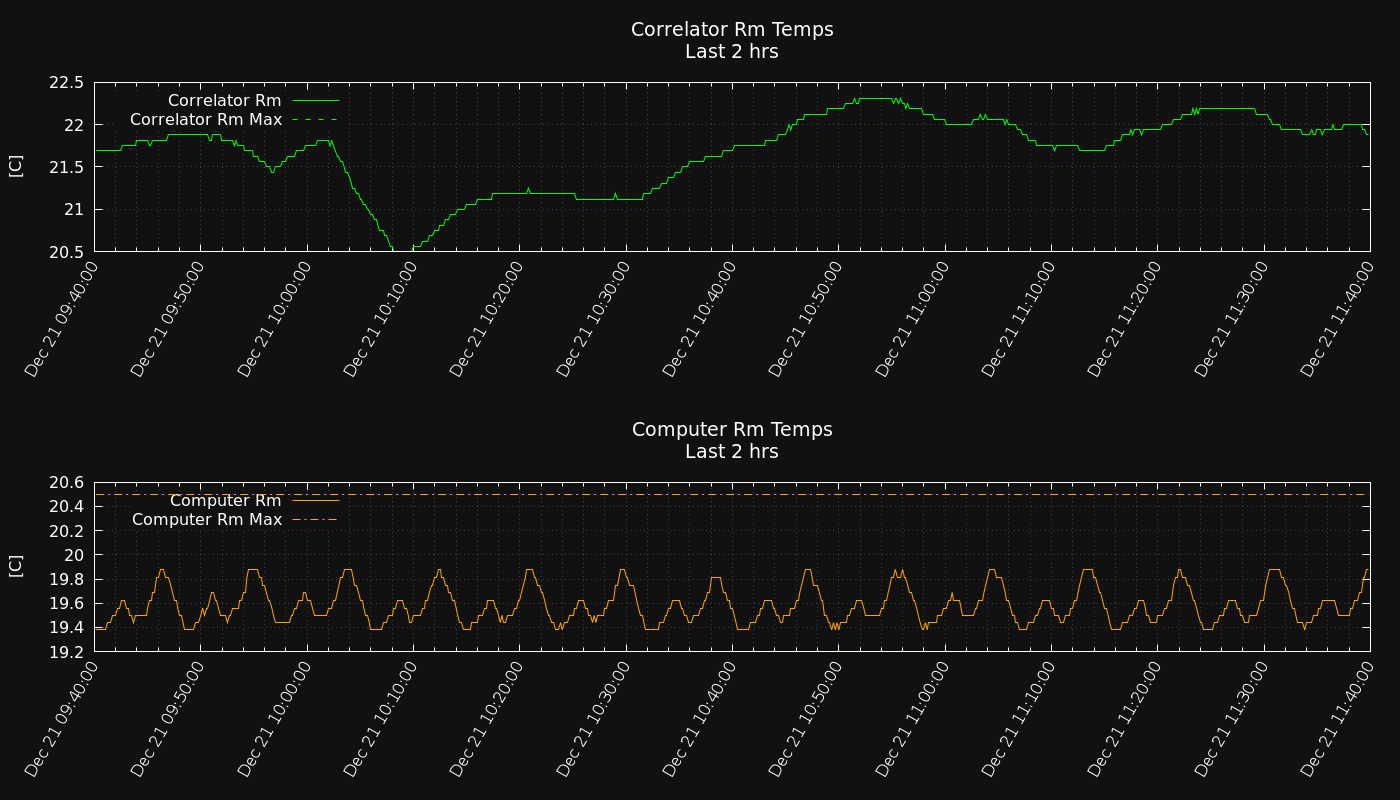 Correlator Rm Temps
Last 2 hrs
22.5
22
21.5
21
20.5
[C]
Correlator Rm
Correlator Rm Max
Dec 21 09:40:00
Dec 21 09:50:00
Dec 21 10:00:00
Dec 21 10:10:00
Dec 21 10:20:00
Dec 21 10:30:00
Dec 21 10:40:00
Dec 21 10:50:00
Dec 21 11:00:00
Dec 21 11:10:00
Dec 21 11:20:00
Dec 21 11:30:00
Dec 21 11:40:00
Computer Rm Temps
Last 2 hrs
20.6
20.4
20.2
20
19.8
19.6
19.4
19.2
[C]
Computer Rm
Computer Rm Max
Dec 21 09:40:00
Dec 21 09:50:00
Dec 21 10:00:00
Dec 21 10:10:00
Dec 21 10:20:00
Dec 21 10:30:00
Dec 21 10:40:00
Dec 21 10:50:00
Dec 21 11:00:00
Dec 21 11:10:00
Dec 21 11:20:00
Dec 21 11:30:00
Dec 21 11:40:00